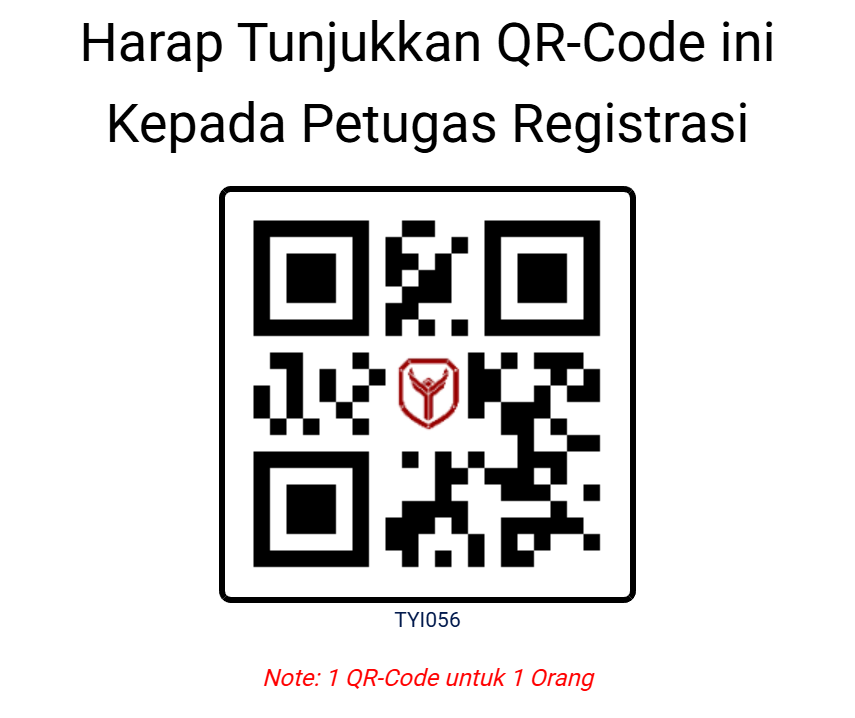 Harap Tunjukkan QR-Code ini
Kepada Petugas Registrasi
TYI056
Note: 1 QR-Code untuk 1 Orang